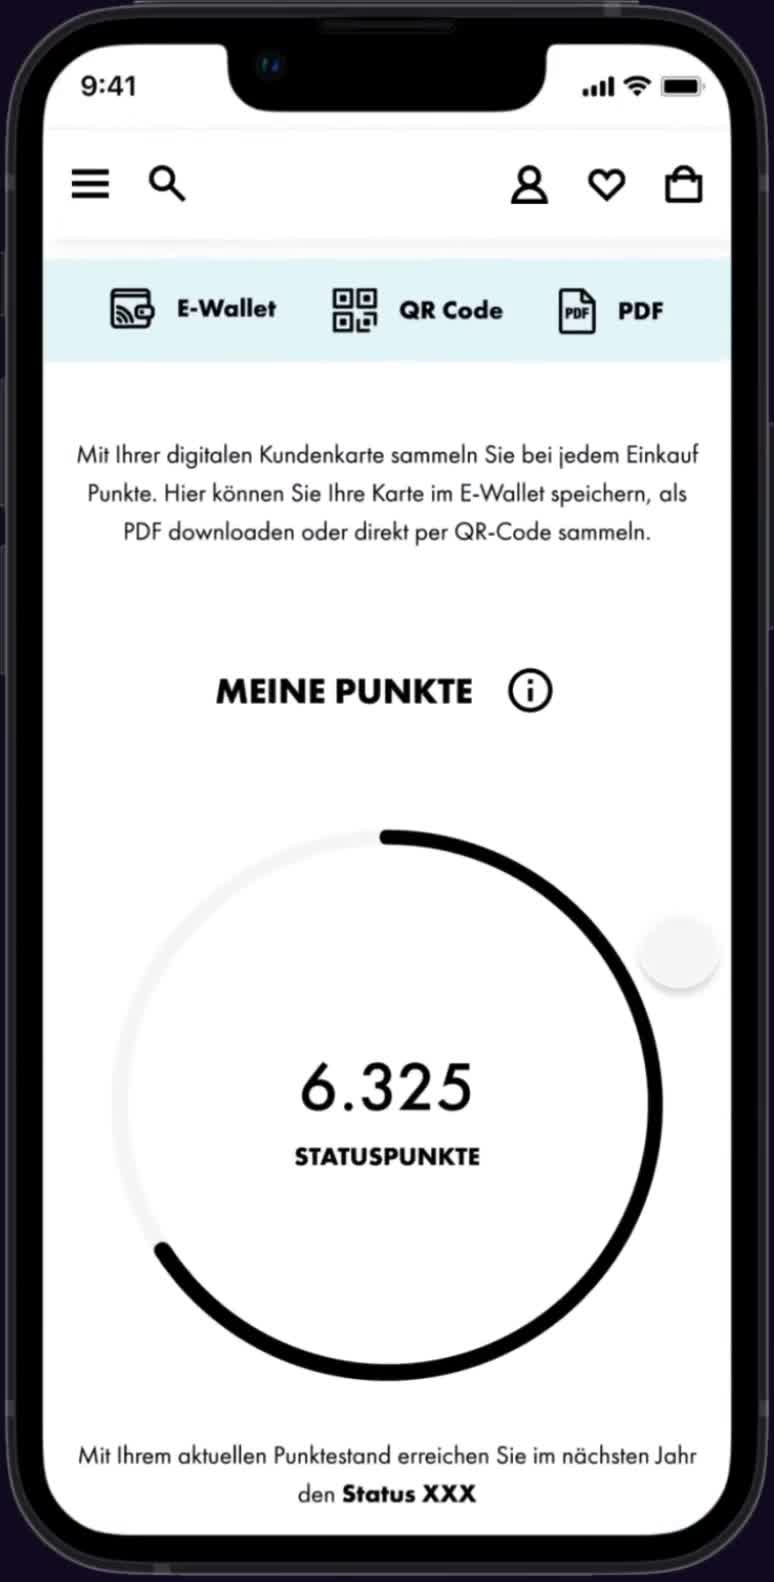 9:41
E-Wallet QR Code PDF PDF
Mit Ihrer digitalen Kundenkarte sammeln Sie bei jedem Einkauf
Punkte. Hier können Sie Ihre Karte im E-Wallet speichern, als
PDF downloaden oder direkt per QR-Code sammeln.
MEINE PUNKTE i
6.325
STATUSPUNKTE
Mit Ihrem aktuellen Punktestand erreichen Sie im nächsten Jahr
den Status XXX